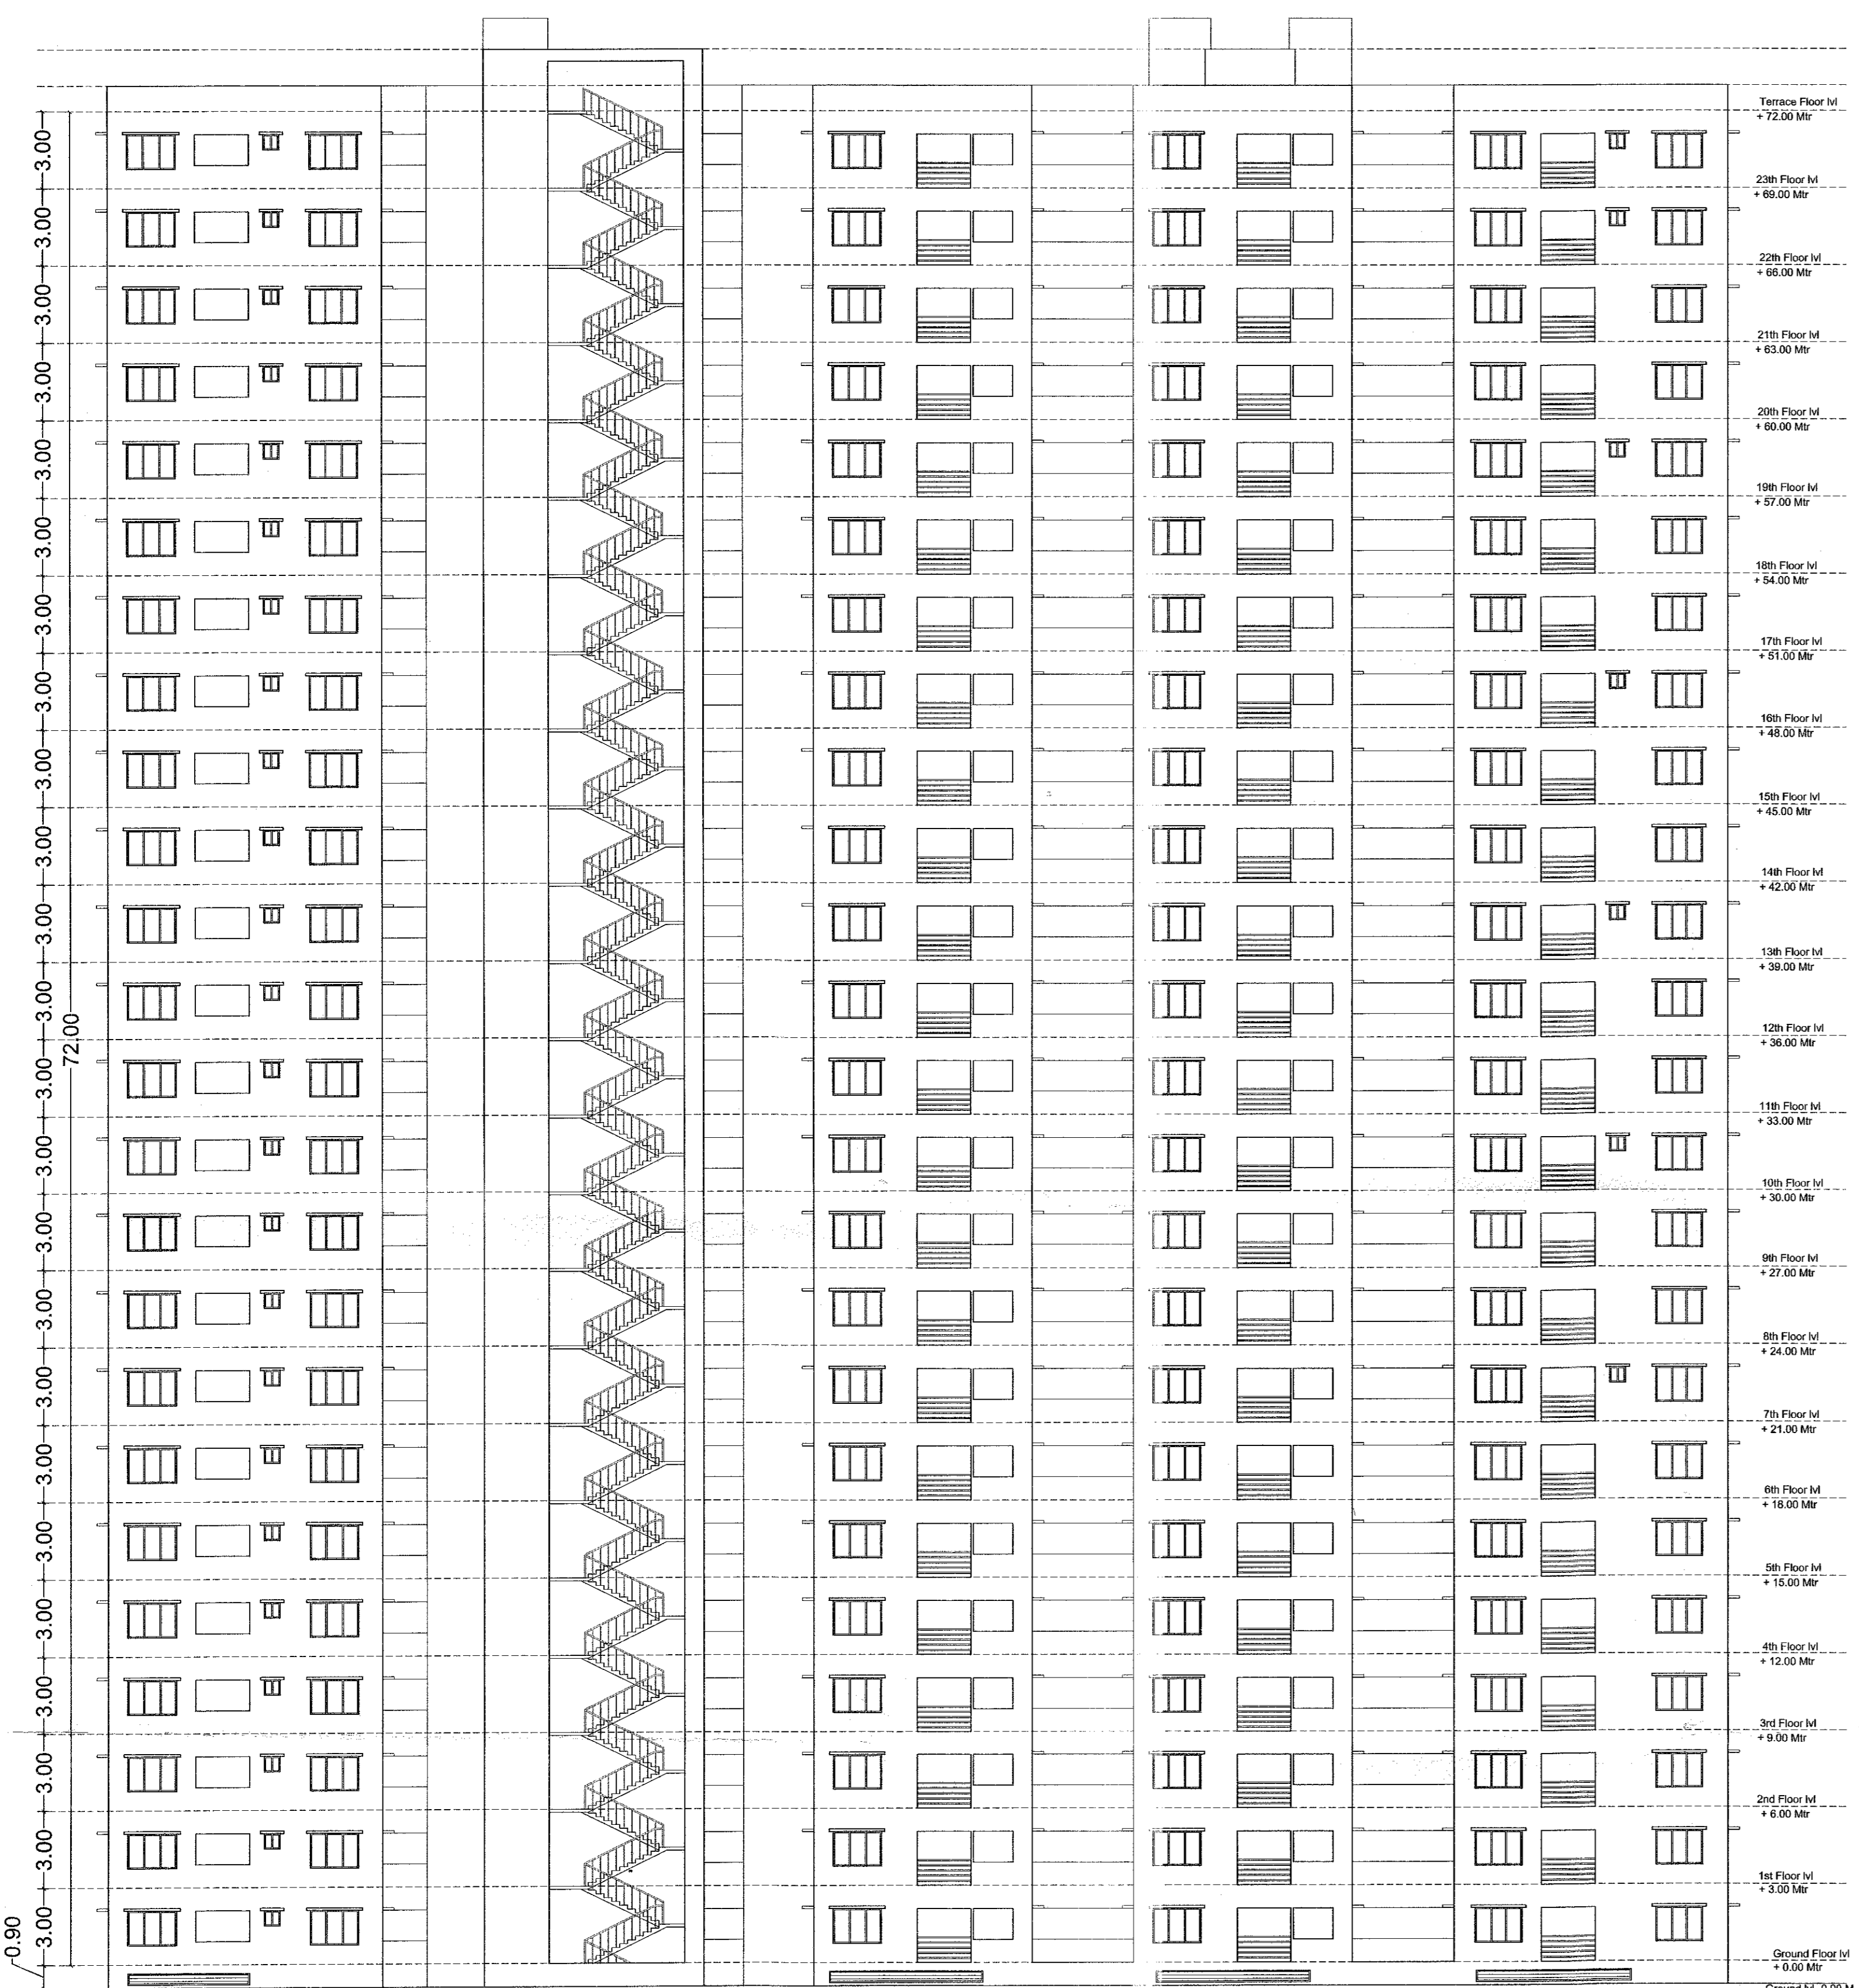 Terrace Floor lvl
+ 72.00 Mtr
3.00
23th Floor lvl
+ 69.00 Mtr
3.00
22th Floor lvl
+ 66.00 Mtr
3.00
21th Floor lvl
+ 63.00 Mtr
3.00
20th Floor lvl
+ 60.00 Mtr
3.00
19th Floor lvl
+ 57.00 Mtr
3.00
18th Floor lvl
+ 54.00 Mtr
3.00
17th Floor lvl
+ 51.00 Mtr
3.00
16th Floor lvl
+ 48.00 Mtr
3.00
15th Floor lvl
+ 45.00 Mtr
3.00
14th Floor lvl
+ 42.00 Mtr
3.00
13th Floor lvl
+ 39.00 Mtr
3.00
72.00
12th Floor lvl
+ 36.00 Mtr
3.00
11th Floor lvl
+ 33.00 Mtr
3.00
10th Floor lvl
+ 30.00 Mtr
3.00
9th Floor lvl
+ 27.00 Mtr
3.00
8th Floor lvl
+ 24.00 Mtr
3.00
7th Floor lvl
+ 21.00 Mtr
3.00
6th Floor lvl
+ 18.00 Mtr
3.00
5th Floor lvl
+ 15.00 Mtr
3.00
4th Floor lvl
+ 12.00 Mtr
3.00
3rd Floor lvl
+ 9.00 Mtr
3.00
2nd Floor lvl
+ 6.00 Mtr
3.00
1st Floor lvl
+ 3.00 Mtr
3.00
0.90
Ground Floor lvl
+ 0.00 Mtr